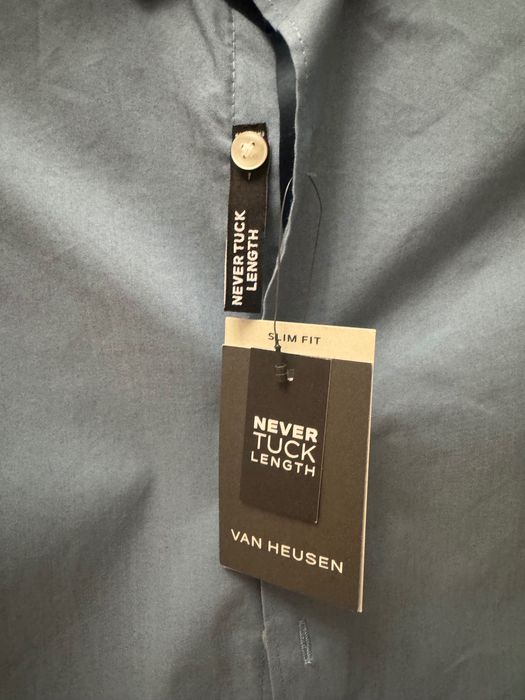 NEVER TUCK
LENGTH
SLIM FIT
NEVER
TUCK
LENGTH
VAN HEUSEN